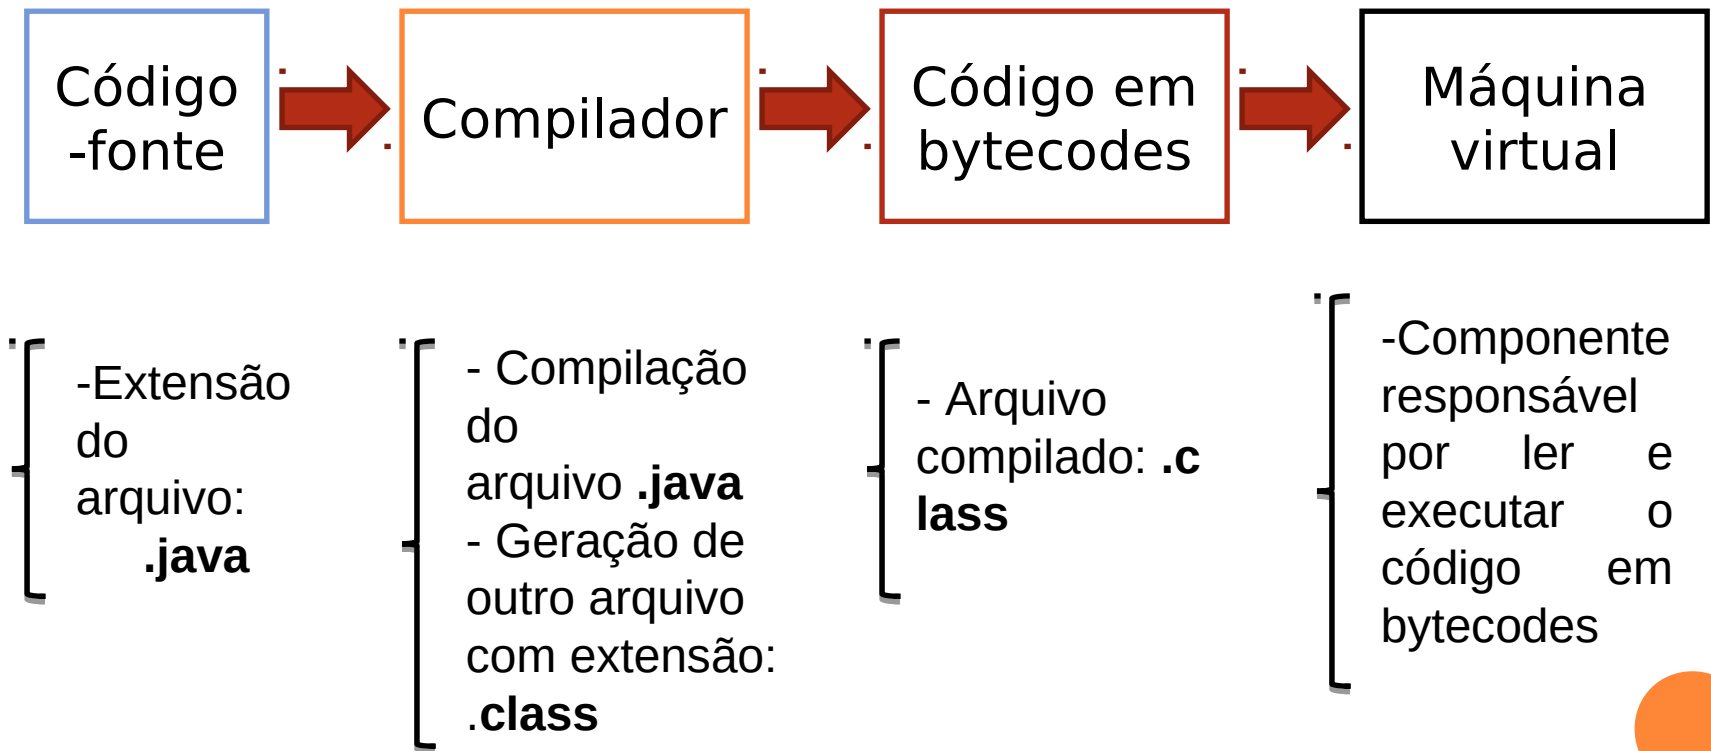 Código
-fonte
Compilador
Código em
bytecodes
Máquina
virtual
-Extensão
do
arquivo:
.java
- Compilação
do
arquivo .java
- Geração de
outro arquivo
com extensão:
.class
- Arquivo
compilado: .c
lass
-Componente
responsável
por ler e
executar o
código em
bytecodes